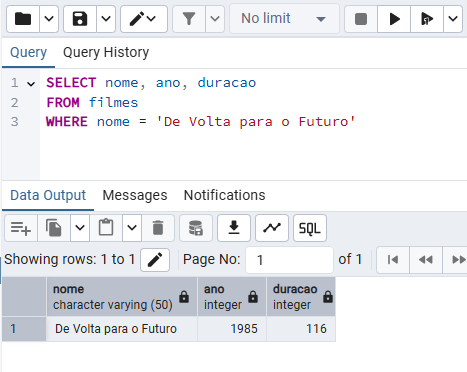 No limit
Query Query History
1 SELECT nome, ano, duracao
2 FROM filmes
3 WHERE nome = 'De Volta para o Futuro'
Data Output Messages Notifications
SQL
Showing rows: 1 to 1 Page No: 1 of 1
nome ano duracao
character varying (50) integer integer
1 De Volta para o Futuro 1985 116